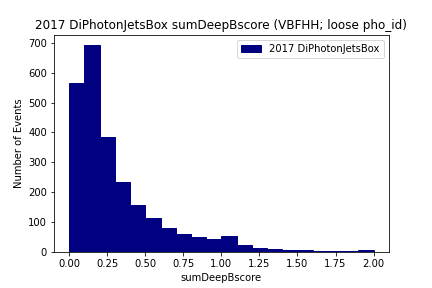 2017 DiPhotonJetsBox sumDeepBscore (VBFHH; loose pho_id)
2017 DiPhotonJetsBox
Number of Events
700
600
500
400
300
200
100
0
0.00 0.25 0.50 0.75 1.00 1.25 1.50 1.75 2.00
sumDeepBscore